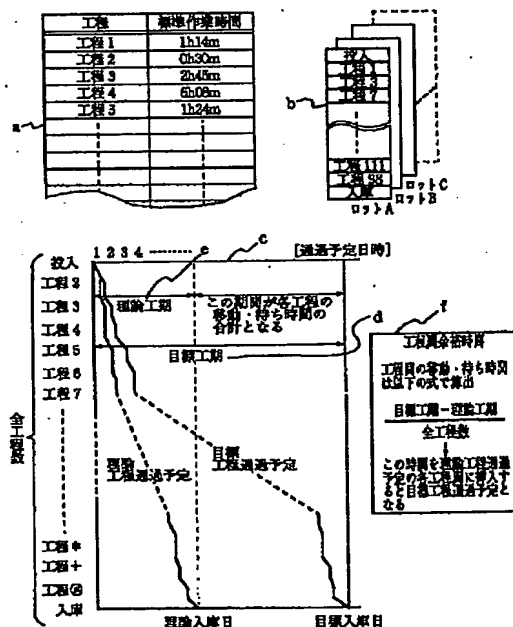 工程 標準作業時間
工程1 1h14m
工程2 0h30m
工程3 2h45m
工程4 5h08m
工程5 1h24m
a
b
投入
工程3
工程7
工程111
工程98
入庫
ロットA
ロットB
ロットC
1 2 3 4 ········ e c [通過予定日時]
投入
工程2
工程3
工程4
工程5
工程6
工程7
全工程数
理論工期
この期間が各工程の
移動・持ち時間の
合計となる
目標工期
d
理論
工程通過予定
目標
工程通過予定
工程*
工程+
工程@
入庫
理論入庫日 目標入庫日
f
工程間余裕時間
工程間の移動・持ち時間
は以下の式で算出
目標工期-理論工期
全工程数
この時間を理論工程通過
予定の各工程間に挿入す
ると目標工程通過予定と
なる